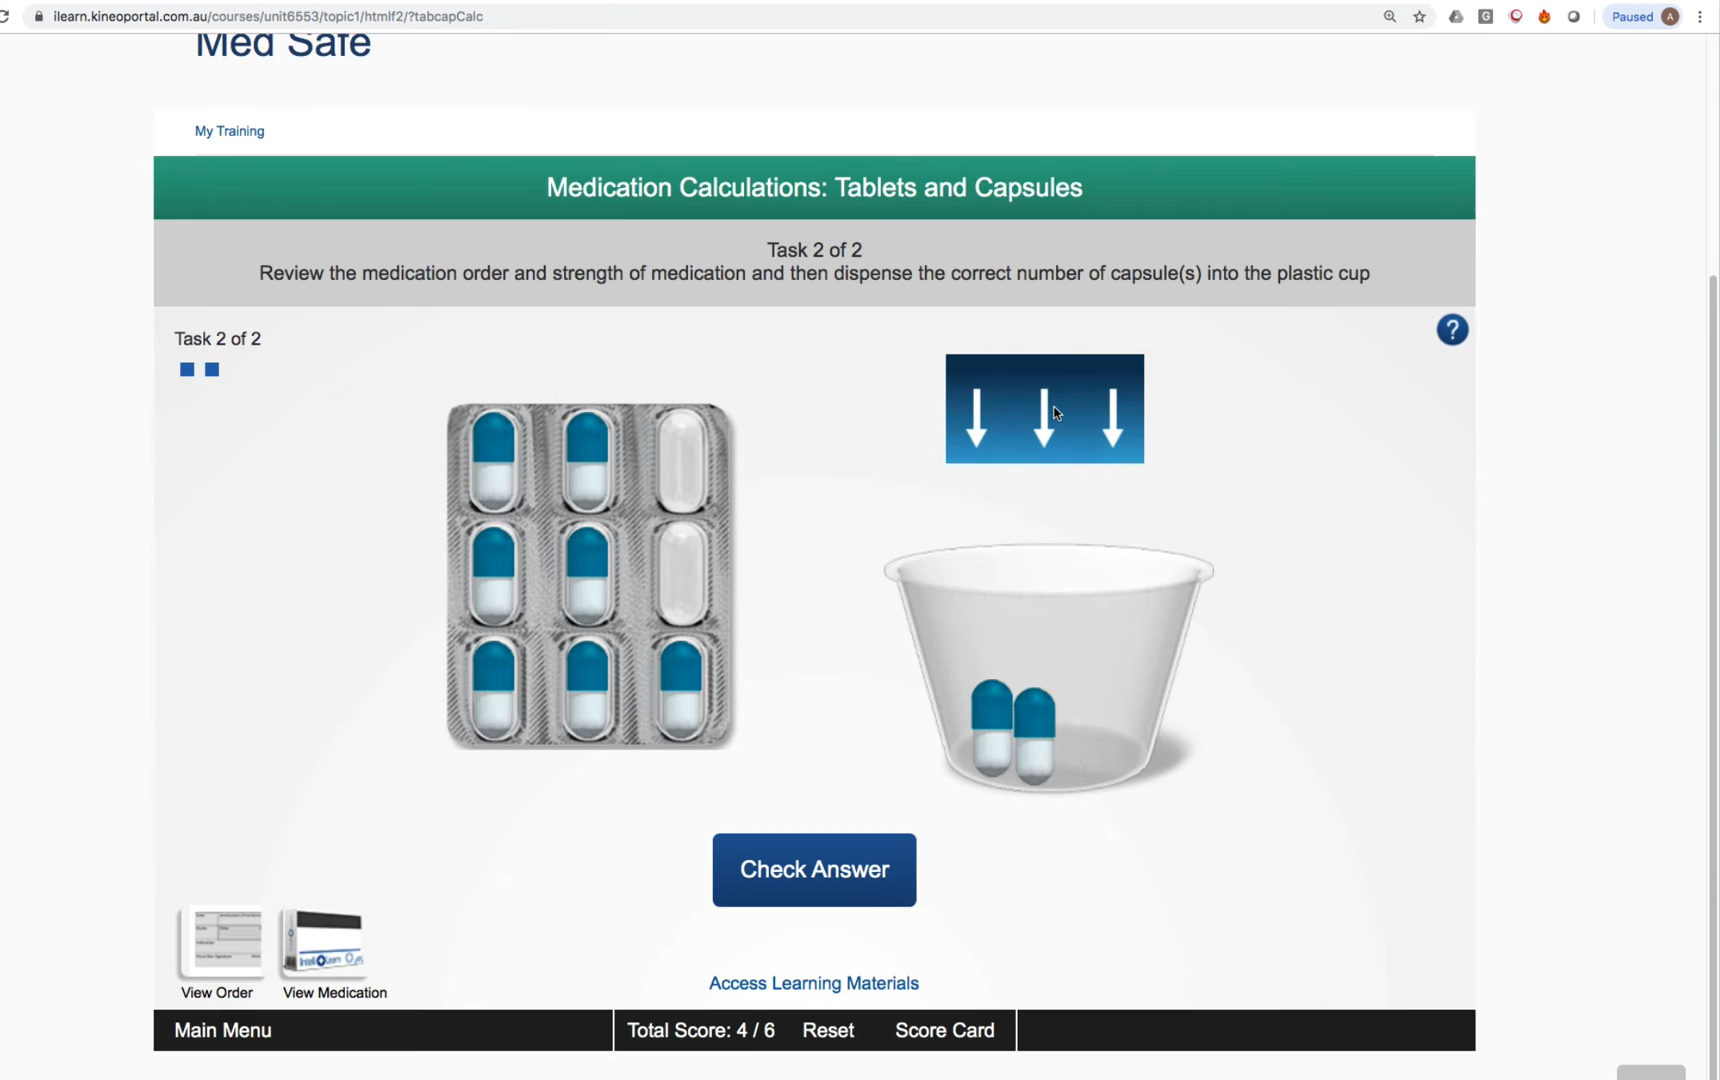 ilearn.kineoportal.com.au/courses/unit6553/topic1/htmlf2/?tabcapCalc
Paused
A
Med Safe
My Training
Medication Calculations: Tablets and Capsules
Task 2 of 2
Review the medication order and strength of medication and then dispense the correct number of capsule(s) into the plastic cup
Task 2 of 2
?
Check Answer
View Order
View Medication
Access Learning Materials
Main Menu
Total Score: 4 / 6
Reset
Score Card